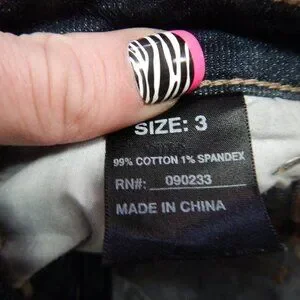 SIZE: 3
99% COTTON 1% SPANDEX
RN#: 090233
MADE IN CHINA